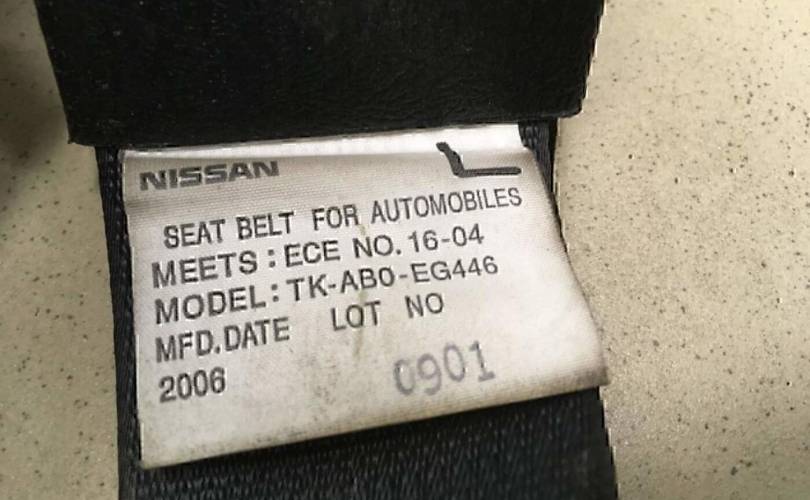 NISSAN L
SEAT BELT FOR AUTOMOBILES
MEETS : ECE NO. 16-04
MODEL : TK-AB0-EG446
MFD. DATE LOT NO
2006 0901